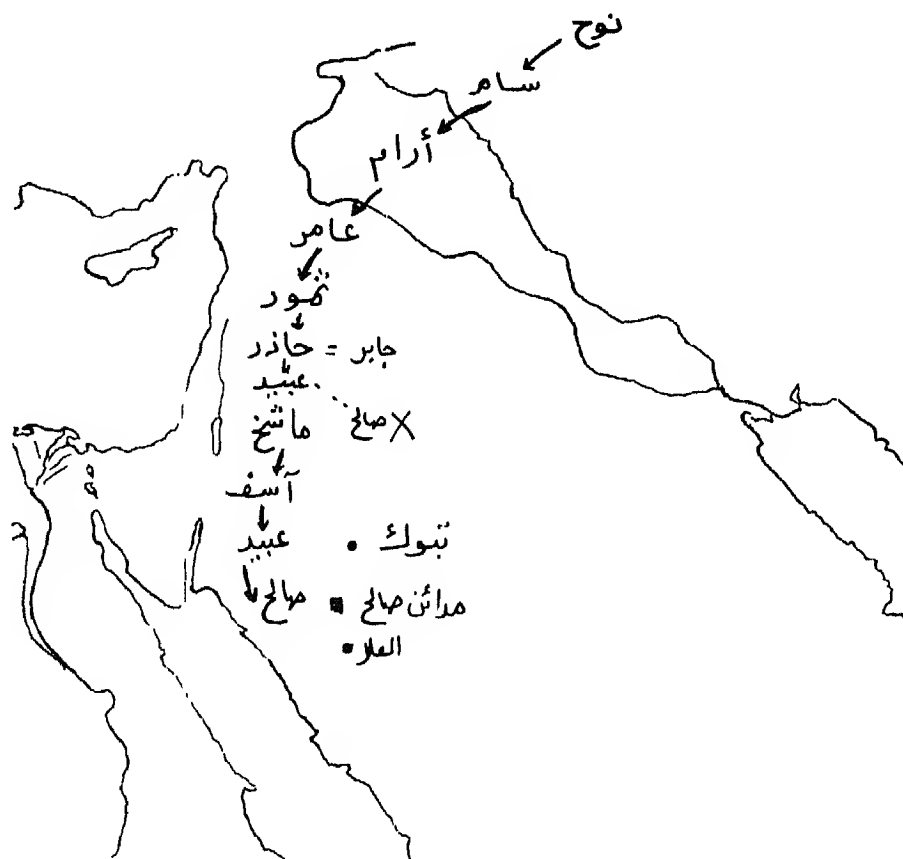 نوح
سام
أرام
عامر
ثمود
حاذر = جابر
عبيد
ماشخ صالح X
آسف
عبيد • تبوك
صالح ■ مدائن صالح
• العلا